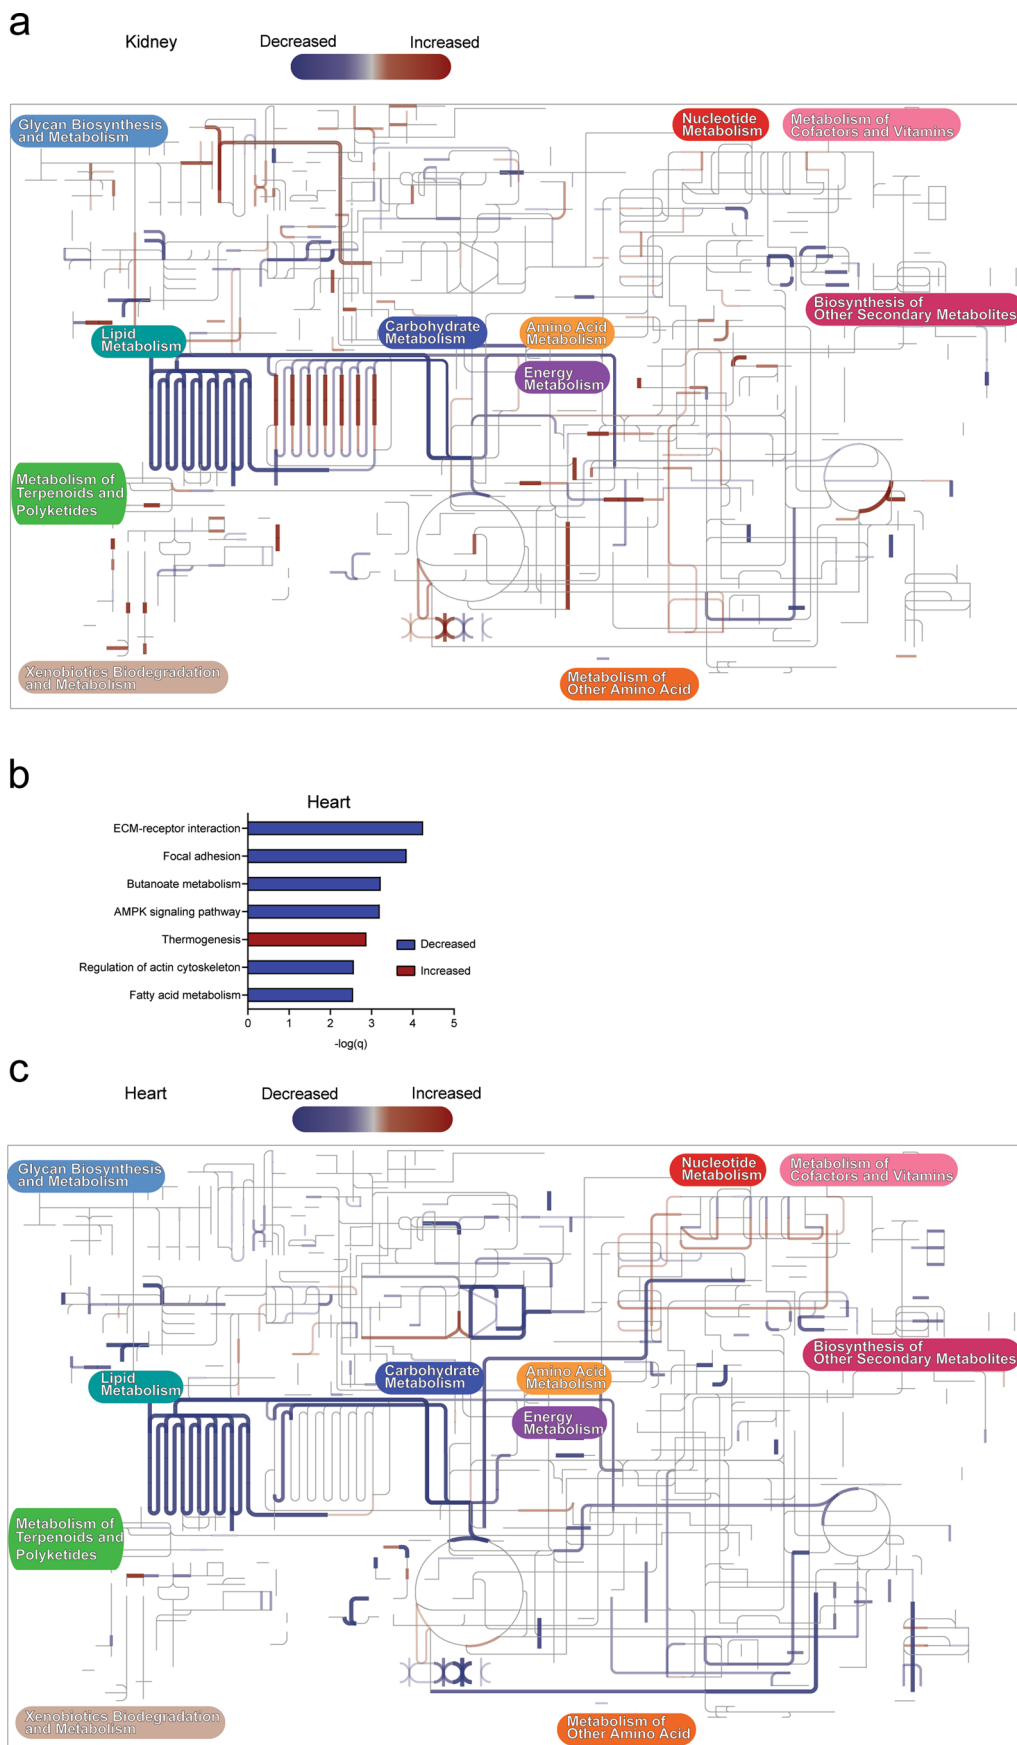 a
Kidney
Decreased
Increased
Glycan Biosynthesis
and Metabolism
Nucleotide
Metabolism
Metabolism of
Cofactors and Vitamins
Biosynthesis of
Other Secondary Metabolites
Lipid
Metabolism
Carbohydrate
Metabolism
Amino Acid
Metabolism
Energy
Metabolism
Metabolism of
Terpenoids and
Polyketides
Xenobiotics Biodegradation
and Metabolism
Metabolism of
Other Amino Acid
b
Heart
ECM-receptor interaction
Focal adhesion
Butanoate metabolism
AMPK signaling pathway
Thermogenesis
Regulation of actin cytoskeleton
Fatty acid metabolism
Decreased
Increased
0 1 2 3 4 5
-log(q)
c
Heart
Decreased
Increased
Glycan Biosynthesis
and Metabolism
Nucleotide
Metabolism
Metabolism of
Cofactors and Vitamins
Biosynthesis of
Other Secondary Metabolites
Lipid
Metabolism
Carbohydrate
Metabolism
Amino Acid
Metabolism
Energy
Metabolism
Metabolism of
Terpenoids and
Polyketides
Xenobiotics Biodegradation
and Metabolism
Metabolism of
Other Amino Acid